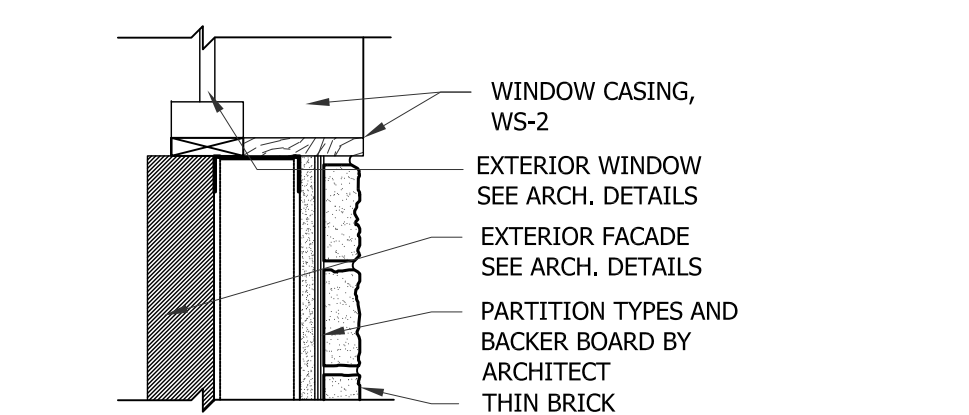 WINDOW CASING,
WS-2
EXTERIOR WINDOW
SEE ARCH. DETAILS
EXTERIOR FACADE
SEE ARCH. DETAILS
PARTITION TYPES AND
BACKER BOARD BY
ARCHITECT
THIN BRICK